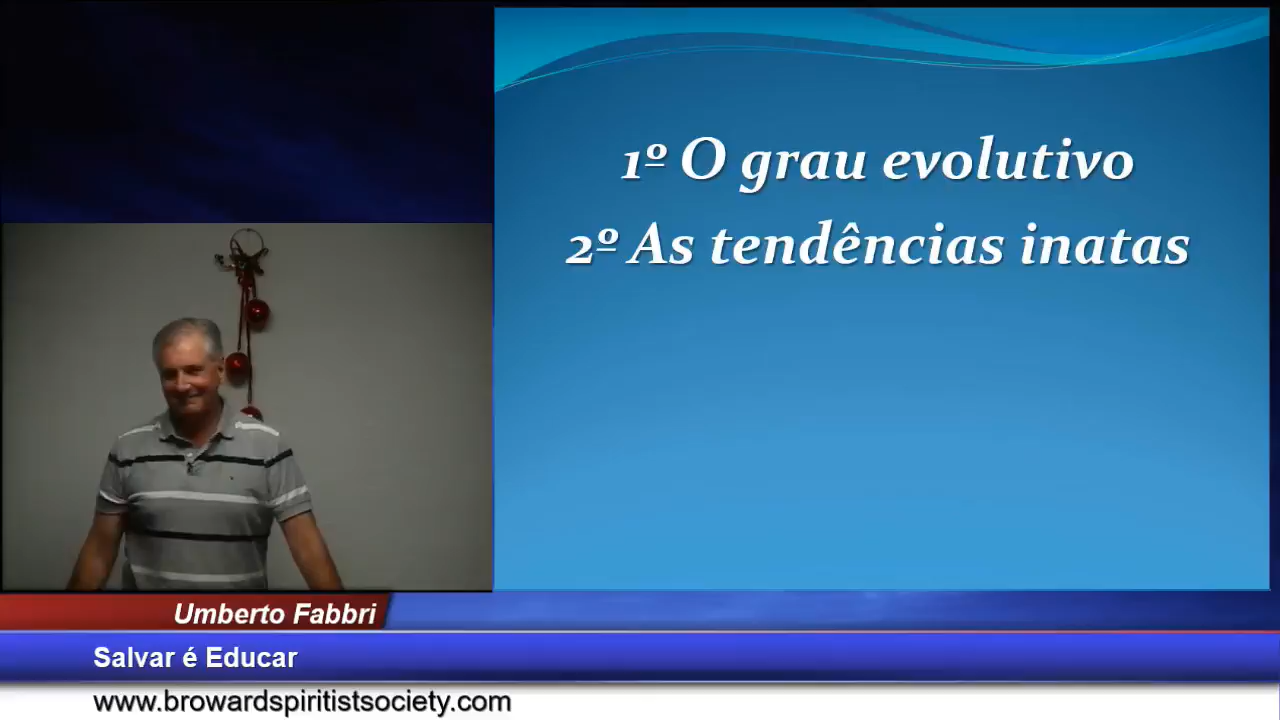 1º O grau evolutivo
2º As tendências inatas
Umberto Fabbri
Salvar é Educar
www.browardspiritistsociety.com